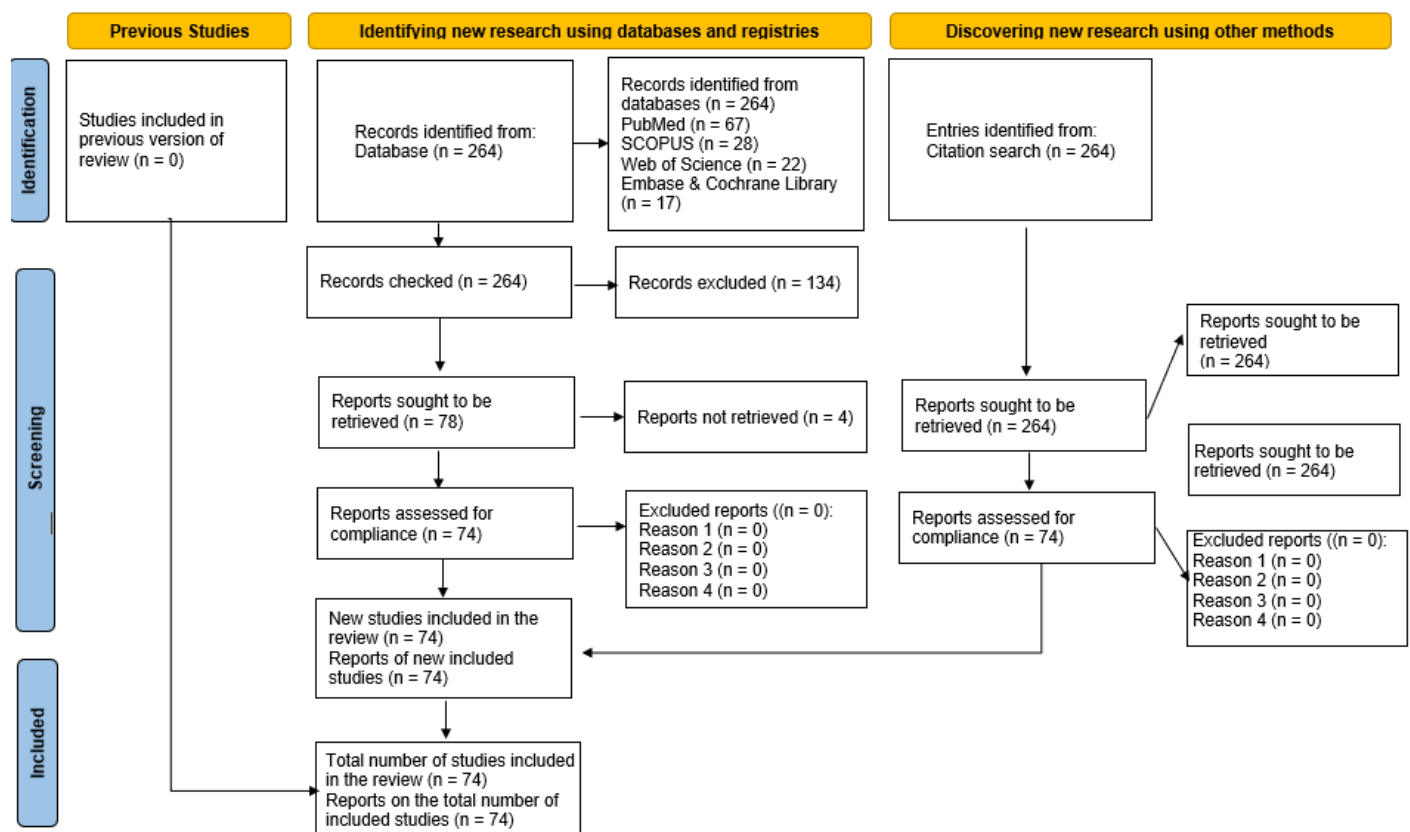 Previous Studies
Identifying new research using databases and registries
Discovering new research using other methods
Identification
Studies included in
previous version of
review (n = 0)
Records identified from:
Database (n = 264)
Records identified from
databases (n = 264)
PubMed (n = 67)
SCOPUS (n = 28)
Web of Science (n = 22)
Embase & Cochrane Library
(n = 17)
Entries identified from:
Citation search (n = 264)
Screening
Records checked (n = 264)
Records excluded (n = 134)
Reports sought to be
retrieved (n = 78)
Reports not retrieved (n = 4)
Reports sought to be
retrieved (n = 264)
Reports sought to be
retrieved
(n = 264)
Reports sought to be
retrieved (n = 264)
Reports assessed for
compliance (n = 74)
Excluded reports ((n = 0):
Reason 1 (n = 0)
Reason 2 (n = 0)
Reason 3 (n = 0)
Reason 4 (n = 0)
Reports assessed for
compliance (n = 74)
Excluded reports ((n = 0):
Reason 1 (n = 0)
Reason 2 (n = 0)
Reason 3 (n = 0)
Reason 4 (n = 0)
New studies included in the
review (n = 74)
Reports of new included
studies (n = 74)
Included
Total number of studies included
in the review (n = 74)
Reports on the total number of
included studies (n = 74)